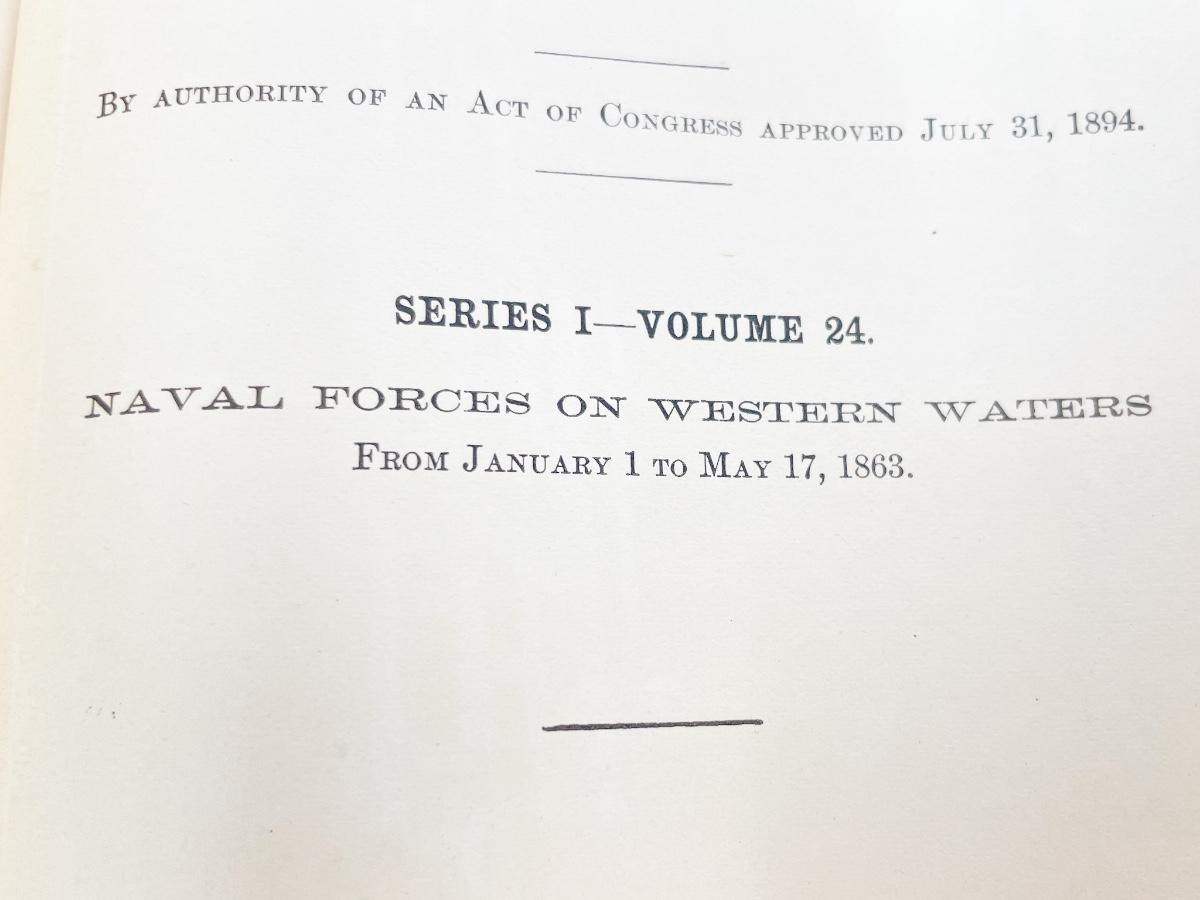 By authority of an Act of Congress approved July 31, 1894.
SERIES I—VOLUME 24.
NAVAL FORCES ON WESTERN WATERS
From January 1 to May 17, 1863.